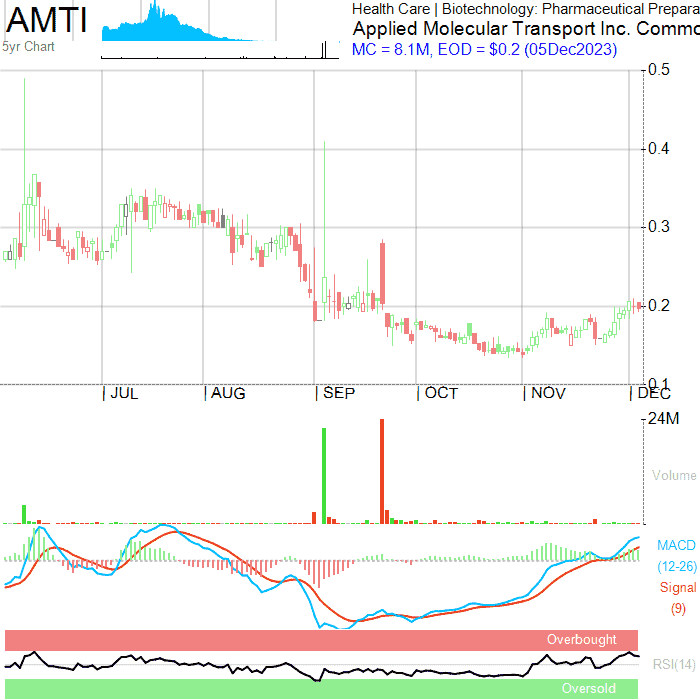 AMTI
5yr Chart
Health Care | Biotechnology: Pharmaceutical Prepara
Applied Molecular Transport Inc. Commo
MC = 8.1M, EOD = $0.2 (05Dec2023)
0.5
0.4
0.3
0.2
0.1
| JUL | AUG | SEP | OCT | NOV | DEC
24M
Volume
MACD
(12-26)
Signal
(9)
Overbought
RSI(14)
Oversold